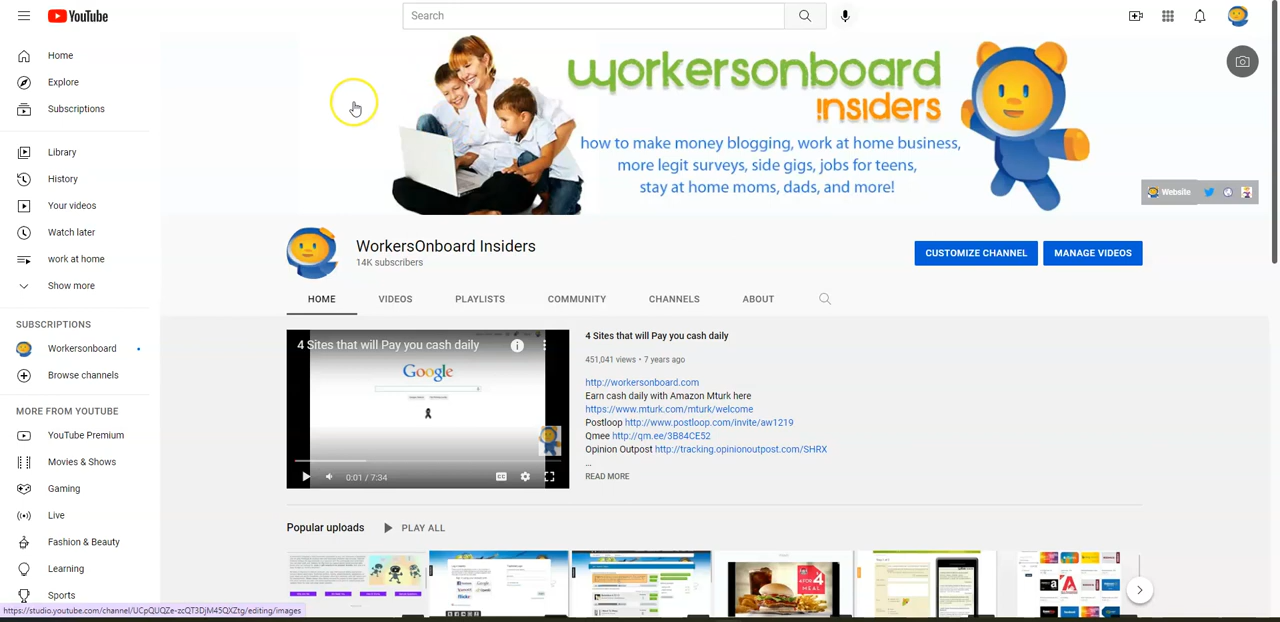 YouTube
Search
Home
Explore
Subscriptions
Library
History
Your videos
Watch later
work at home
Show more
SUBSCRIPTIONS
Workersonboard
Browse channels
MORE FROM YOUTUBE
YouTube Premium
Movies & Shows
Gaming
Live
Fashion & Beauty
Learning
Sports
workersonboard
insiders
how to make money blogging, work at home business,
more legit surveys, side gigs, jobs for teens,
stay at home moms, dads, and more!
Website
WorkersOnboard Insiders
14K subscribers
CUSTOMIZE CHANNEL
MANAGE VIDEOS
HOME VIDEOS PLAYLISTS COMMUNITY CHANNELS ABOUT
4 Sites that will Pay you cash daily
Google
0:01 / 7:34
4 Sites that will Pay you cash daily
451,041 views • 7 years ago
http://workersonboard.com
Earn cash daily with Amazon Mturk here
https://www.mturk.com/mturk/welcome
Postloop http://www.postloop.com/invite/aw1219
Qmee http://qm.ee/3B84CE52
Opinion Outpost http://tracking.opinionoutpost.com/SHRX
...
READ MORE
Popular uploads
PLAY ALL
https://studio.youtube.com/channel/UCpQUQZe-zcQT3DjM45QXZtg/editing/images